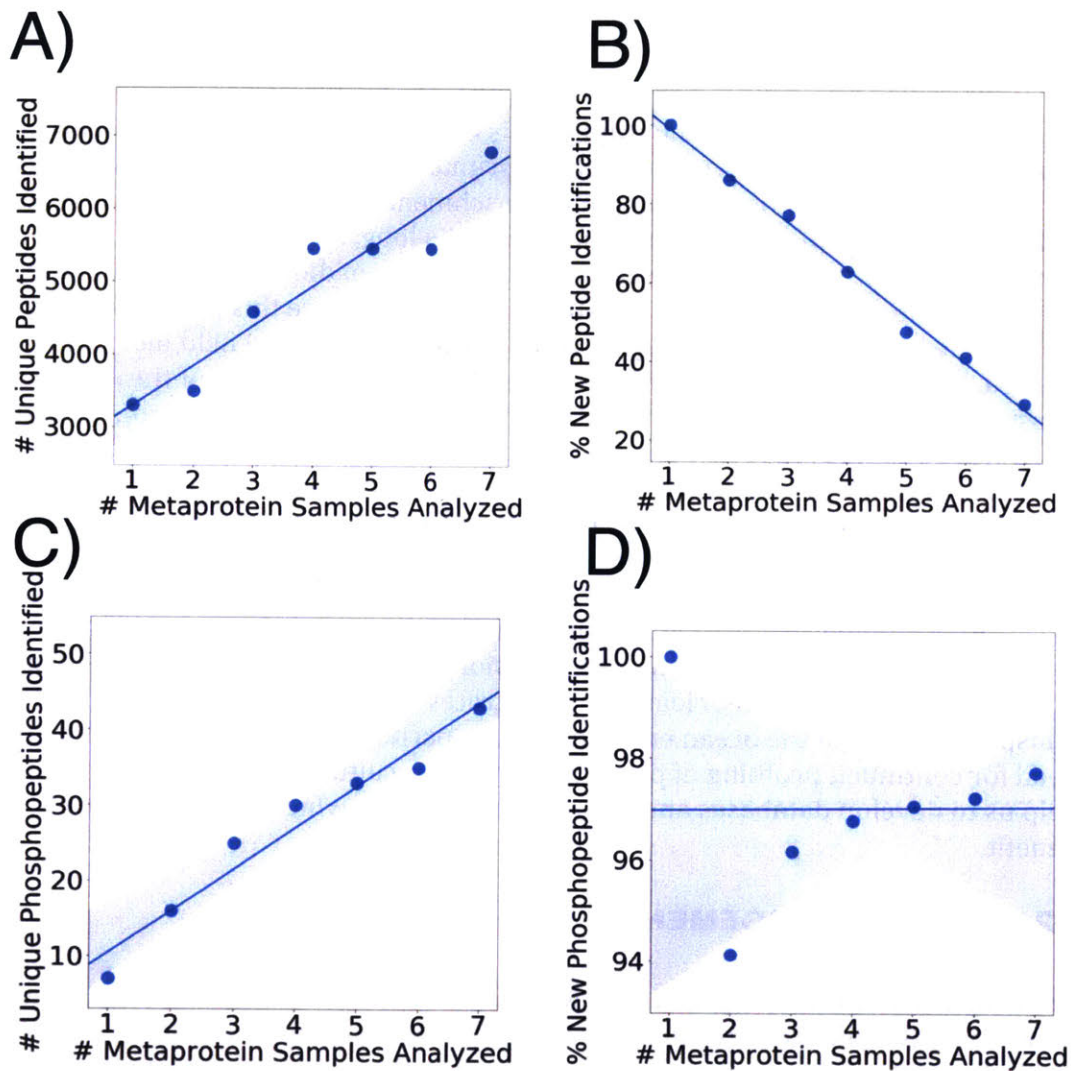 A)
# Unique Peptides Identified
7000
6000
5000
4000
3000
1 2 3 4 5 6 7
# Metaprotein Samples Analyzed
B)
% New Peptide Identifications
100
80
60
40
20
1 2 3 4 5 6 7
# Metaprotein Samples Analyzed
C)
# Unique Phosphopeptides Identified
50
40
30
20
10
1 2 3 4 5 6 7
# Metaprotein Samples Analyzed
D)
% New Phosphopeptide Identifications
100
98
96
94
1 2 3 4 5 6 7
# Metaprotein Samples Analyzed